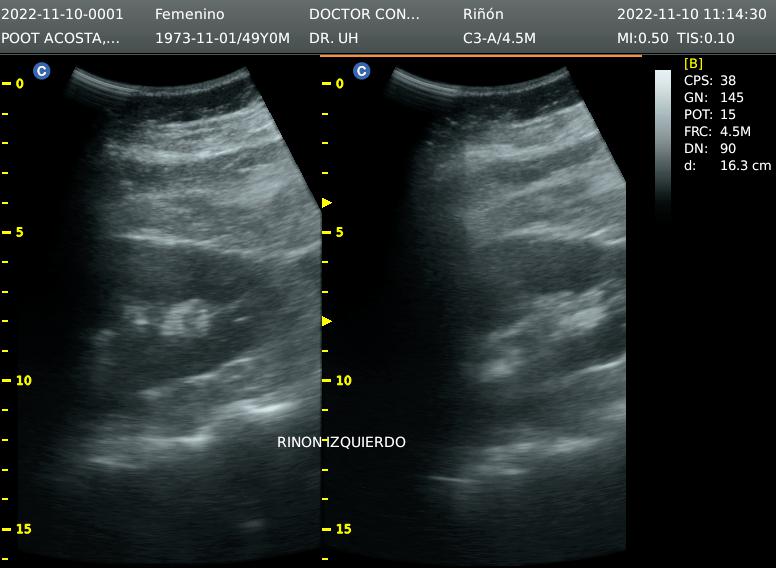 2022-11-10-0001 Femenino DOCTOR CON... Riñón 2022-11-10 11:14:30
POOT ACOSTA,... 1973-11-01/49Y0M DR. UH C3-A/4.5M MI:0.50 TIS:0.10
C C [B]
0 0 CPS: 38
GN: 145
POT: 15
FRC: 4.5M
DN: 90
d: 16.3 cm
5 5
10 10
RINON IZQUIERDO
15 15